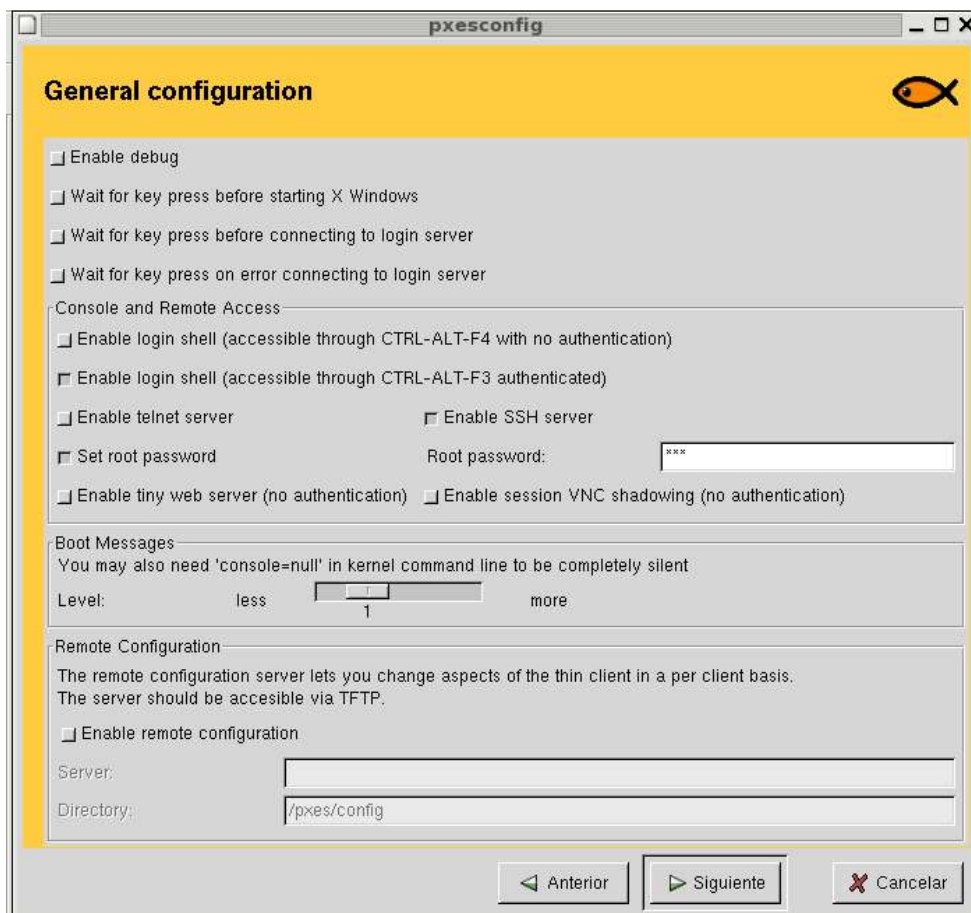 pxesconfig
General configuration
Enable debug
Wait for key press before starting X Windows
Wait for key press before connecting to login server
Wait for key press on error connecting to login server
Console and Remote Access
Enable login shell (accessible through CTRL-ALT-F4 with no authentication)
Enable login shell (accessible through CTRL-ALT-F3 authenticated)
Enable telnet server Enable SSH server
Set root password Root password: ***
Enable tiny web server (no authentication) Enable session VNC shadowing (no authentication)
Boot Messages
You may also need 'console=null' in kernel command line to be completely silent
Level: less more
1
Remote Configuration
The remote configuration server lets you change aspects of the thin client in a per client basis.
The server should be accesible via TFTP.
Enable remote configuration
Server:
Directory: /pxes/config
Anterior Siguiente Cancelar